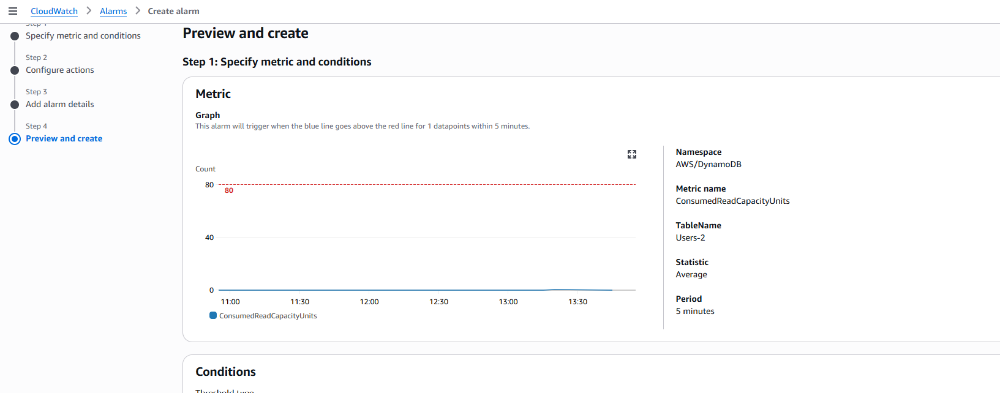 CloudWatch > Alarms > Create alarm
Step 1
Specify metric and conditions
Step 2
Configure actions
Step 3
Add alarm details
Step 4
Preview and create
Preview and create
Step 1: Specify metric and conditions
Metric
Graph
This alarm will trigger when the blue line goes above the red line for 1 datapoints within 5 minutes.
Count
80
80
40
0
11:00 11:30 12:00 12:30 13:00 13:30
ConsumedReadCapacityUnits
Namespace
AWS/DynamoDB
Metric name
ConsumedReadCapacityUnits
TableName
Users-2
Statistic
Average
Period
5 minutes
Conditions
Threshold type